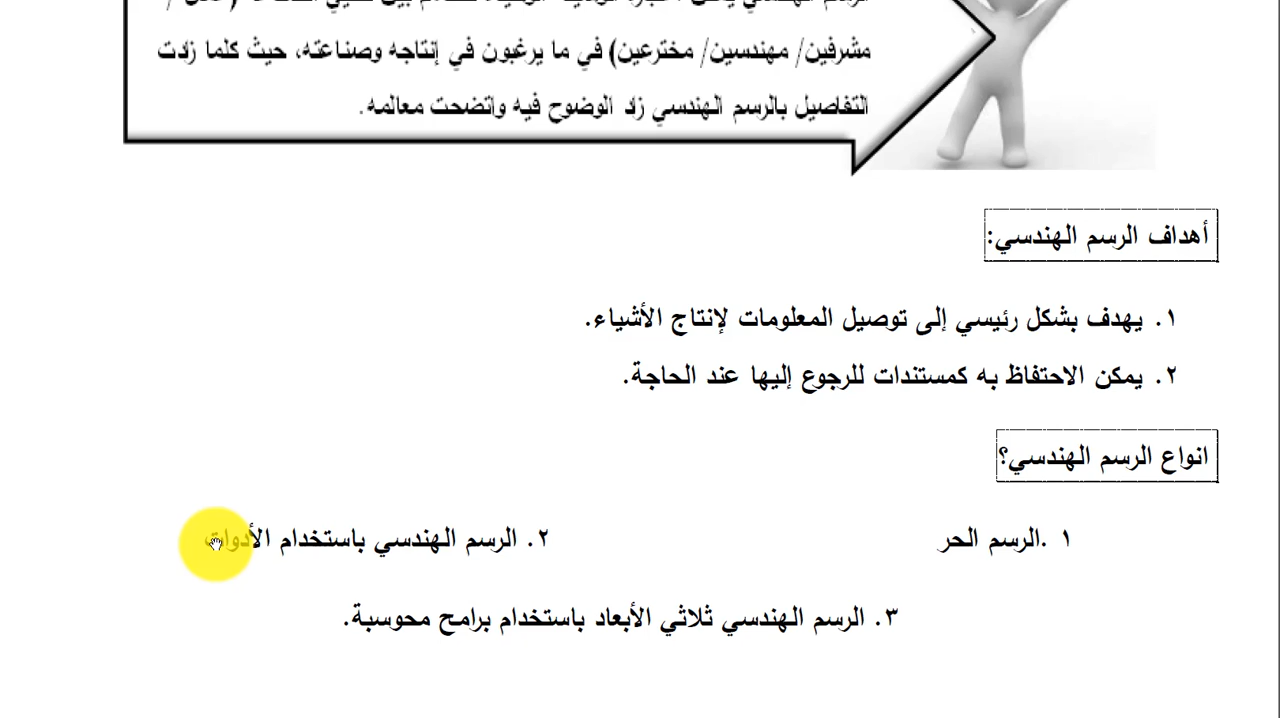 مشرفين/ مهندسين/ مخترعين) في ما يرغبون في إنتاجه وصناعته، حيث كلما زادت
التفاصيل بالرسم الهندسي زاد الوضوح فيه واتضحت معالمه.
أهداف الرسم الهندسي:
١. يهدف بشكل رئيسي إلى توصيل المعلومات لإنتاج الأشياء.
٢. يمكن الاحتفاظ به كمستندات للرجوع إليها عند الحاجة.
انواع الرسم الهندسي؟
١ .الرسم الحر
٢. الرسم الهندسي باستخدام الأدوات
٣. الرسم الهندسي ثلاثي الأبعاد باستخدام برامج محوسبة.